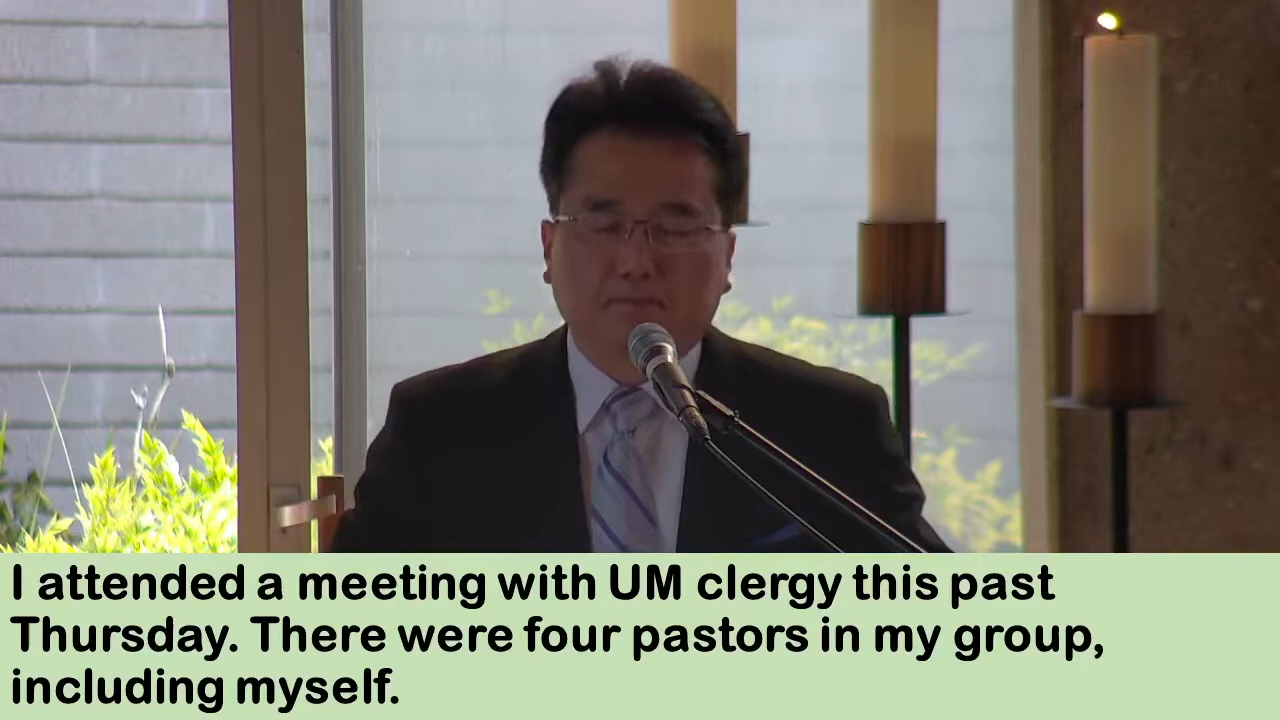 I attended a meeting with UM clergy this past
Thursday. There were four pastors in my group,
including myself.